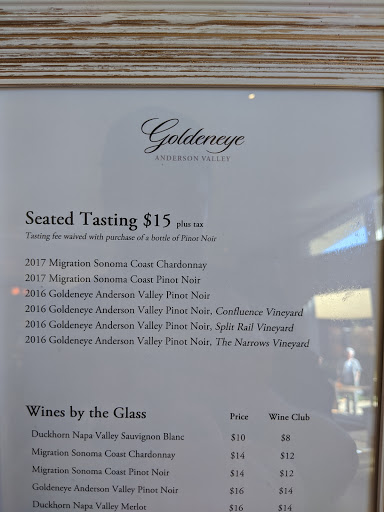 Goldeneye
ANDERSON VALLEY
Seated Tasting $15 plus tax
Tasting fee waived with purchase of a bottle of Pinot Noir
2017 Migration Sonoma Coast Chardonnay
2017 Migration Sonoma Coast Pinot Noir
2016 Goldeneye Anderson Valley Pinot Noir
2016 Goldeneye Anderson Valley Pinot Noir, Confluence Vineyard
2016 Goldeneye Anderson Valley Pinot Noir, Split Rail Vineyard
2016 Goldeneye Anderson Valley Pinot Noir, The Narrows Vineyard
Wines by the Glass Price Wine Club
Duckhorn Napa Valley Sauvignon Blanc $10 $8
Migration Sonoma Coast Chardonnay $14 $12
Migration Sonoma Coast Pinot Noir $14 $12
Goldeneye Anderson Valley Pinot Noir $16 $14
Duckhorn Napa Valley Merlot $16 $14